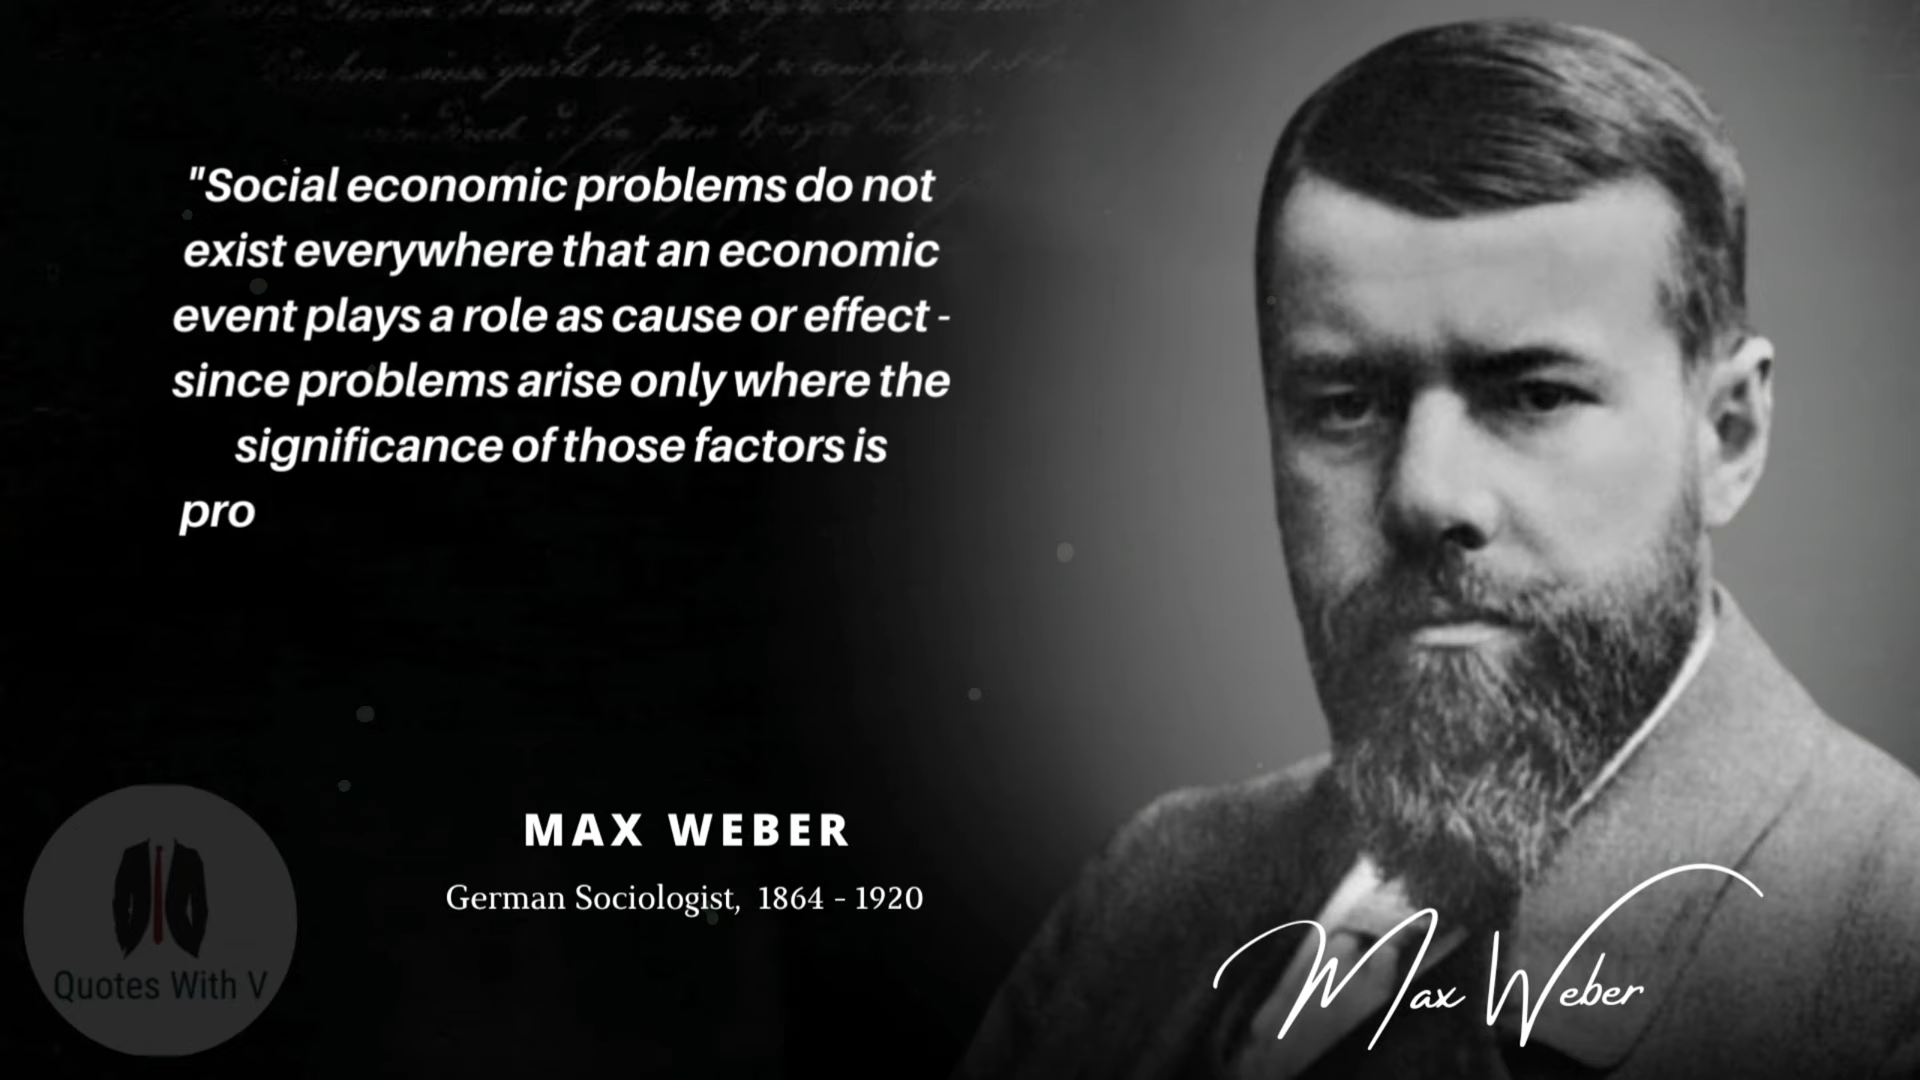 "Social economic problems do not
exist everywhere that an economic
event plays a role as cause or effect -
since problems arise only where the
significance of those factors is
pro
MAX WEBER
German Sociologist, 1864 - 1920
Quotes With V
Max Weber